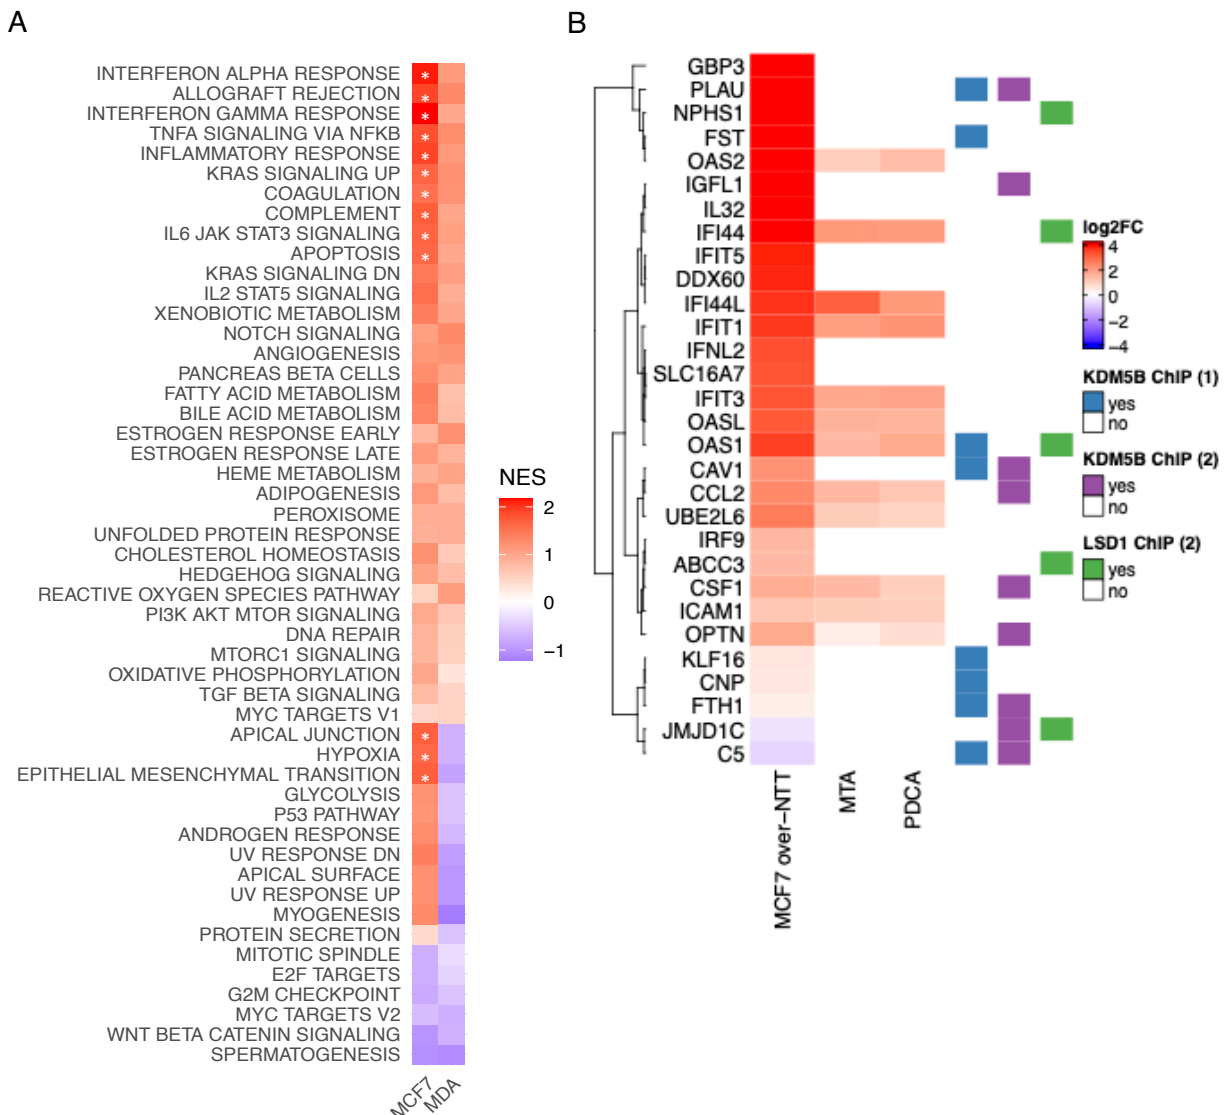 A
B
INTERFERON ALPHA RESPONSE
ALLOGRAFT REJECTION
INTERFERON GAMMA RESPONSE
TNFA SIGNALING VIA NFKB
INFLAMMATORY RESPONSE
KRAS SIGNALING UP
COAGULATION
COMPLEMENT
IL6 JAK STAT3 SIGNALING
APOPTOSIS
KRAS SIGNALING DN
IL2 STAT5 SIGNALING
XENOBIOTIC METABOLISM
NOTCH SIGNALING
ANGIOGENESIS
PANCREAS BETA CELLS
FATTY ACID METABOLISM
BILE ACID METABOLISM
ESTROGEN RESPONSE EARLY
ESTROGEN RESPONSE LATE
HEME METABOLISM
ADIPOGENESIS
PEROXISOME
UNFOLDED PROTEIN RESPONSE
CHOLESTEROL HOMEOSTASIS
HEDGEHOG SIGNALING
REACTIVE OXYGEN SPECIES PATHWAY
PI3K AKT MTOR SIGNALING
DNA REPAIR
MTORC1 SIGNALING
OXIDATIVE PHOSPHORYLATION
TGF BETA SIGNALING
MYC TARGETS V1
APICAL JUNCTION
HYPOXIA
EPITHELIAL MESENCHYMAL TRANSITION
GLYCOLYSIS
P53 PATHWAY
ANDROGEN RESPONSE
UV RESPONSE DN
APICAL SURFACE
UV RESPONSE UP
MYOGENESIS
PROTEIN SECRETION
MITOTIC SPINDLE
E2F TARGETS
G2M CHECKPOINT
MYC TARGETS V2
WNT BETA CATENIN SIGNALING
SPERMATOGENESIS
*
*
*
*
*
*
*
*
*
*
*
*
*
MCF7
MDA
NES
2
1
0
−1
GBP3
PLAU
NPHS1
FST
OAS2
IGFL1
IL32
IFI44
IFIT5
DDX60
IFI44L
IFIT1
IFNL2
SLC16A7
IFIT3
OASL
OAS1
CAV1
CCL2
UBE2L6
IRF9
ABCC3
CSF1
ICAM1
OPTN
KLF16
CNP
FTH1
JMJD1C
C5
MCF7 over−NTT
MTA
PDCA
log2FC
4
2
0
−2
−4
KDM5B ChIP (1)
yes
no
KDM5B ChIP (2)
yes
no
LSD1 ChIP (2)
yes
no